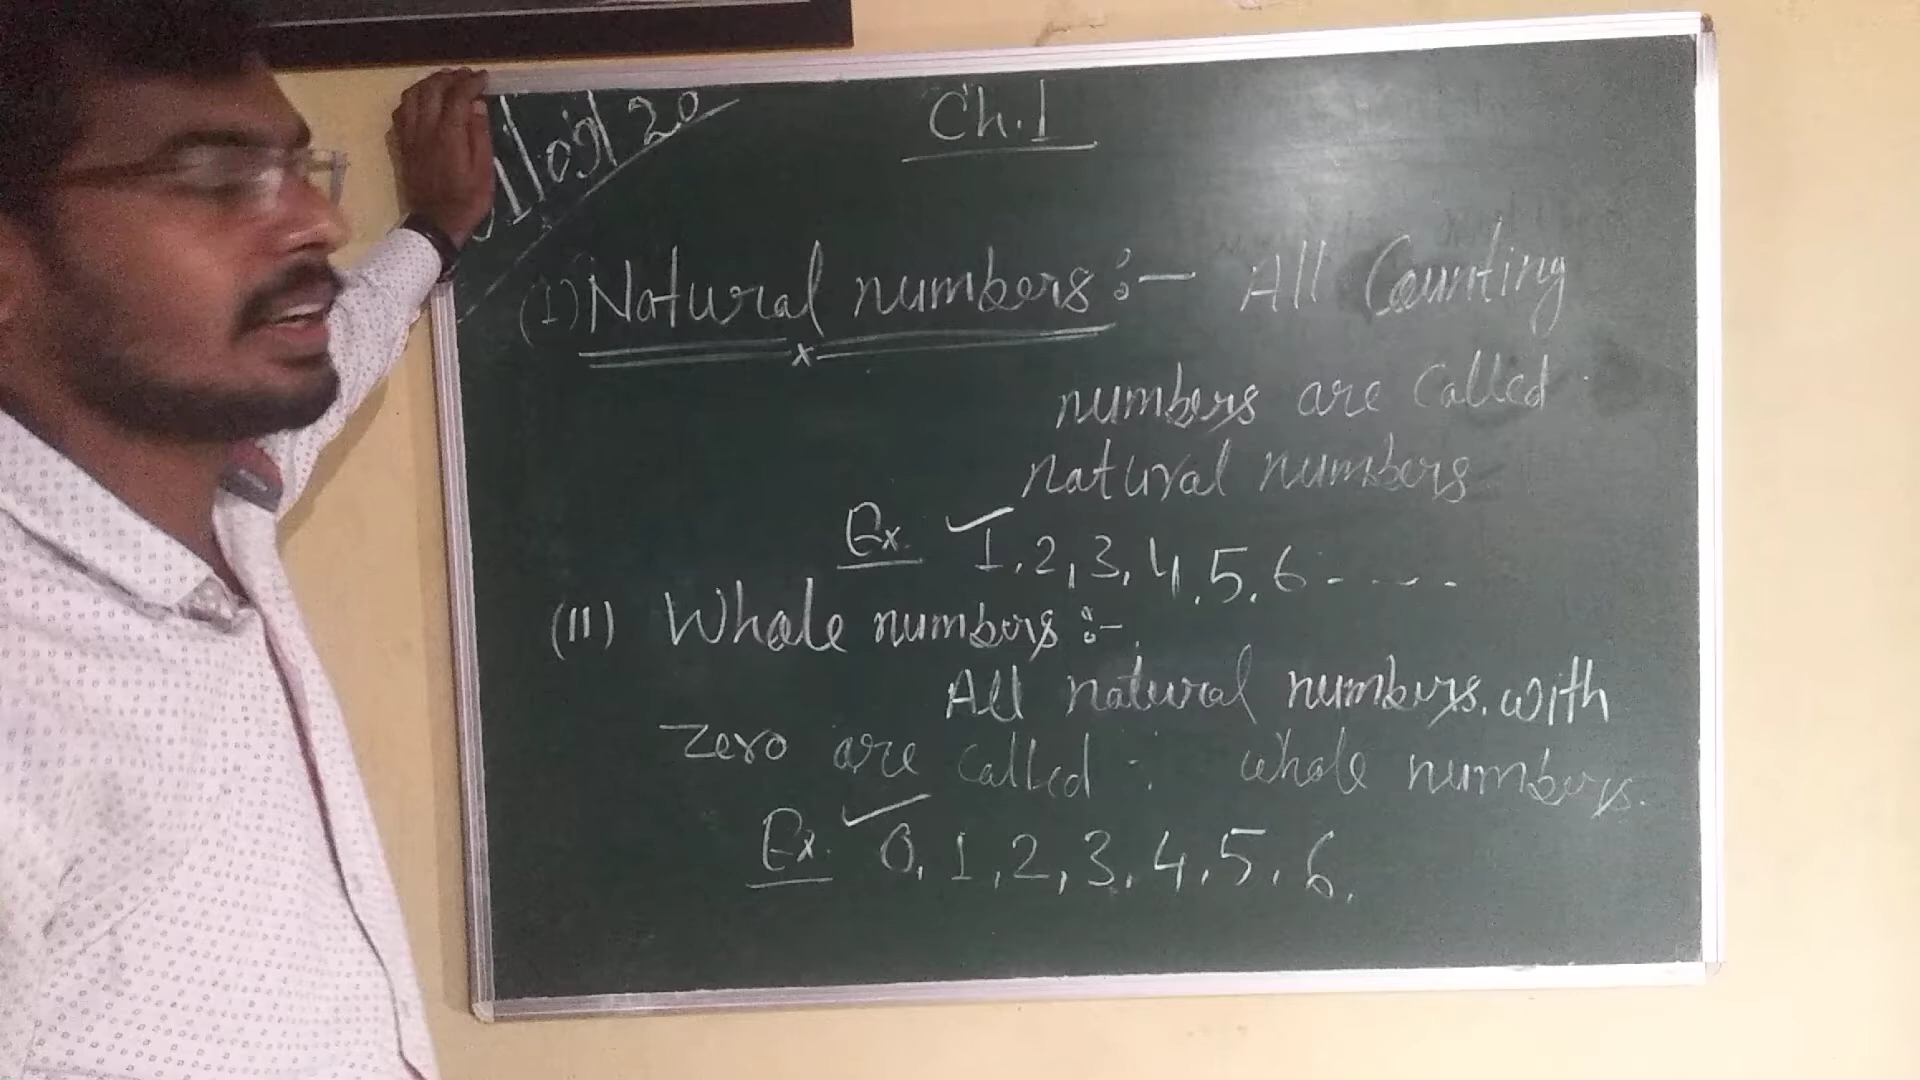 Ch.1
(I) Natural numbers :- All Counting
numbers are called
natural numbers
Ex. 1, 2, 3, 4, 5, 6 - - - -
(II) Whole numbers :-
All natural numbers. with
Zero are called : whole numbers.
Ex. 0, 1, 2, 3, 4, 5, 6.